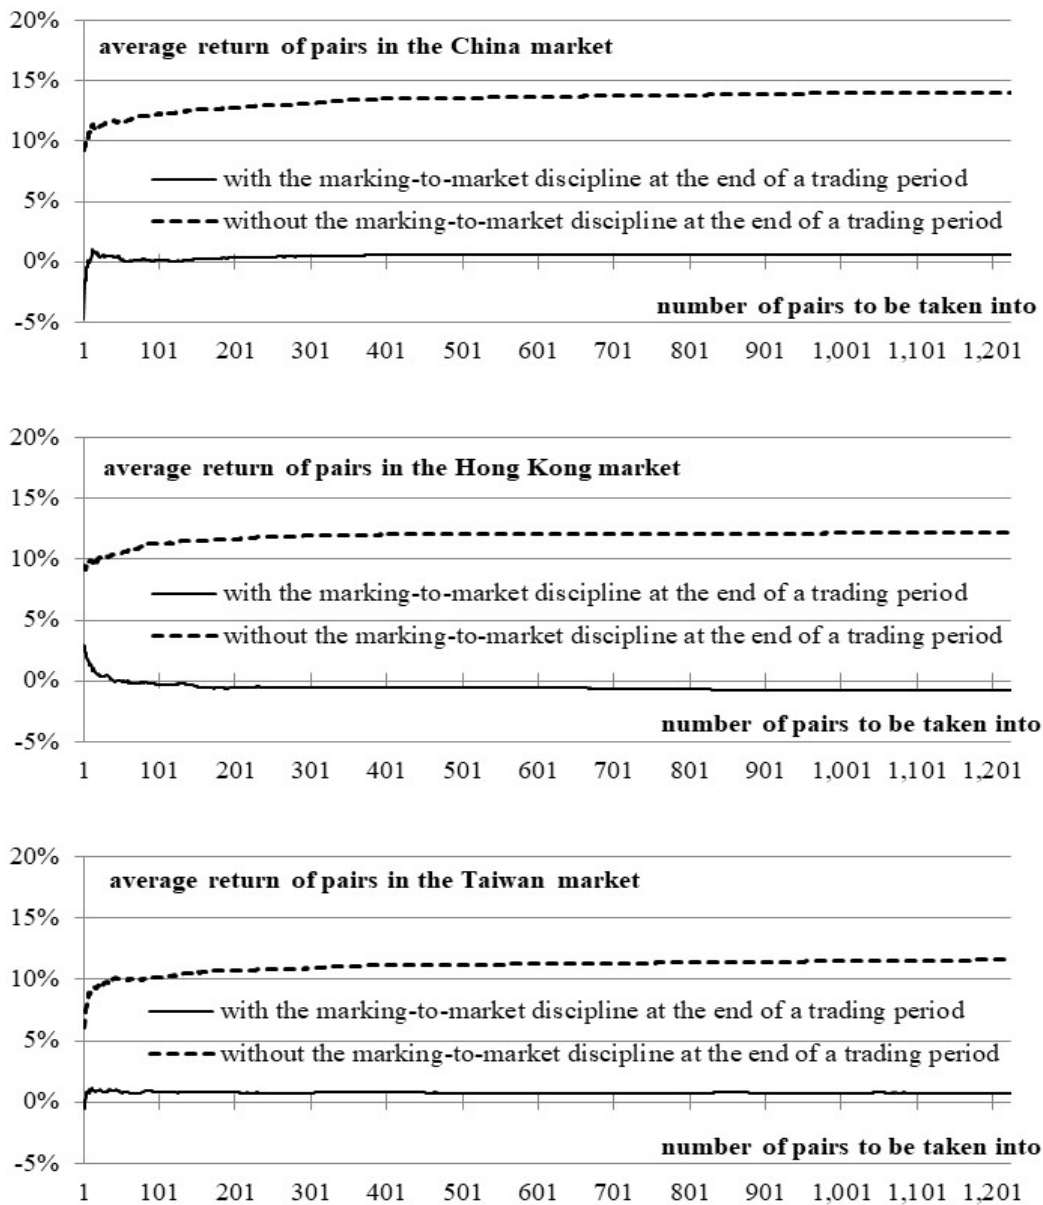 20%
average return of pairs in the China market
15%
10%
with the marking-to-market discipline at the end of a trading period
5%
without the marking-to-market discipline at the end of a trading period
0%
number of pairs to be taken into
-5%
1 101 201 301 401 501 601 701 801 901 1,001 1,101 1,201
20%
average return of pairs in the Hong Kong market
15%
10%
with the marking-to-market discipline at the end of a trading period
5%
without the marking-to-market discipline at the end of a trading period
0%
number of pairs to be taken into
-5%
1 101 201 301 401 501 601 701 801 901 1,001 1,101 1,201
20%
average return of pairs in the Taiwan market
15%
10%
with the marking-to-market discipline at the end of a trading period
5%
without the marking-to-market discipline at the end of a trading period
0%
number of pairs to be taken into
-5%
1 101 201 301 401 501 601 701 801 901 1,001 1,101 1,201